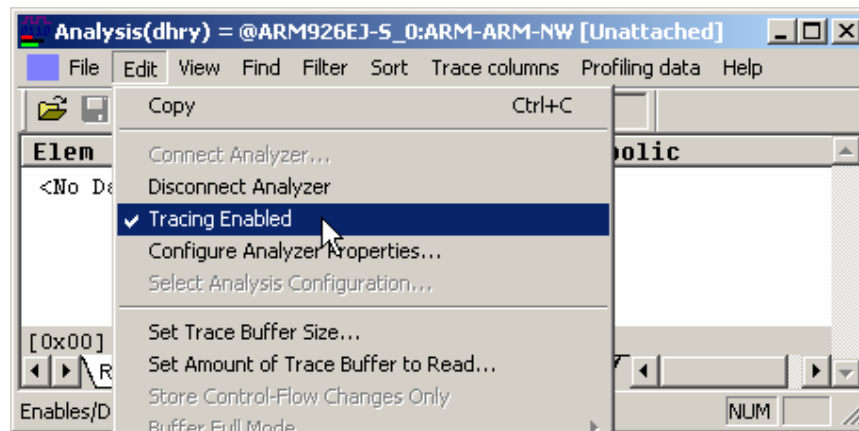 Analysis(dhry) = @ARM926EJ-S_0:ARM-ARM-NW [Unattached]
File Edit View Find Filter Sort Trace columns Profiling data Help
Copy Ctrl+C
Elem
Connect Analyzer...
<No Da
Disconnect Analyzer
✓ Tracing Enabled
Configure Analyzer Properties...
Select Analysis Configuration...
Set Trace Buffer Size...
[0x00]
Set Amount of Trace Buffer to Read...
Store Control-Flow Changes Only
Enables/D
NUM
Buffer Full Mode